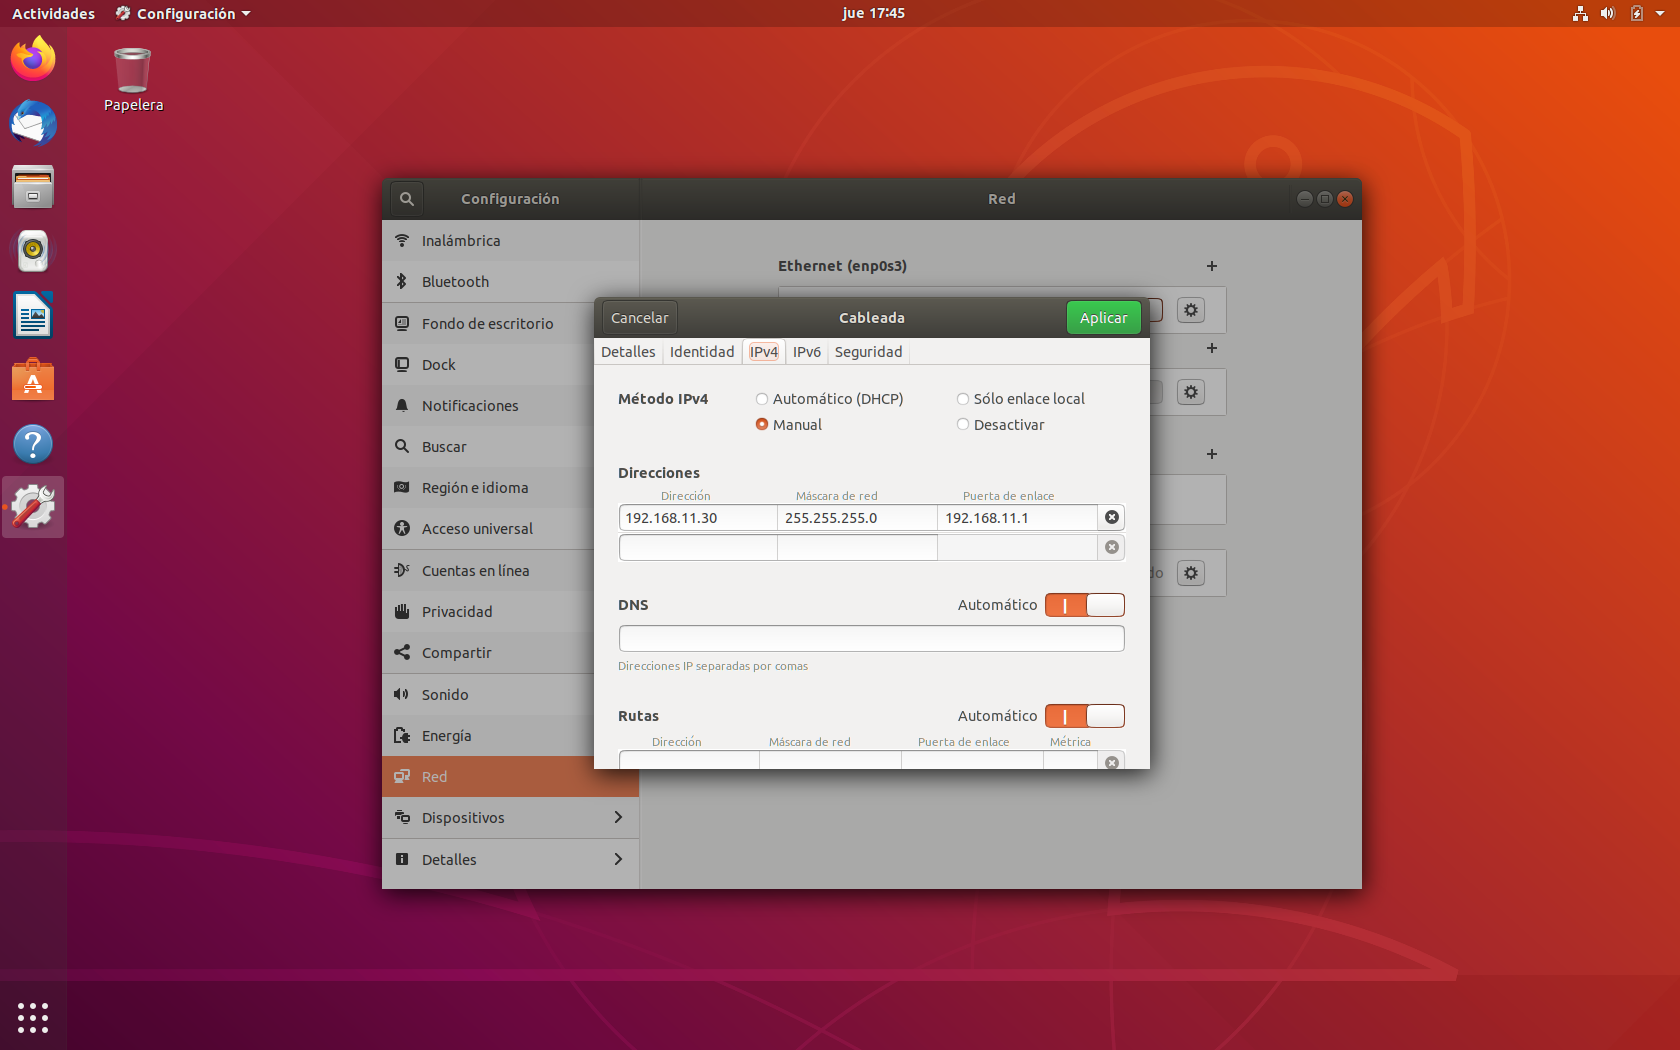 Actividades Configuración jue 17:45
Papelera
Configuración Red
Inalámbrica
Bluetooth
Fondo de escritorio
Dock
Notificaciones
Buscar
Región e idioma
Acceso universal
Cuentas en línea
Privacidad
Compartir
Sonido
Energía
Red
Dispositivos
Detalles
Ethernet (enp0s3)
Cancelar Cableada Aplicar
Detalles Identidad IPv4 IPv6 Seguridad
Método IPv4 Automático (DHCP) Sólo enlace local
Manual Desactivar
Direcciones
Dirección Máscara de red Puerta de enlace
192.168.11.30 255.255.255.0 192.168.11.1
DNS Automático
Direcciones IP separadas por comas
Rutas Automático
Dirección Máscara de red Puerta de enlace Métrica